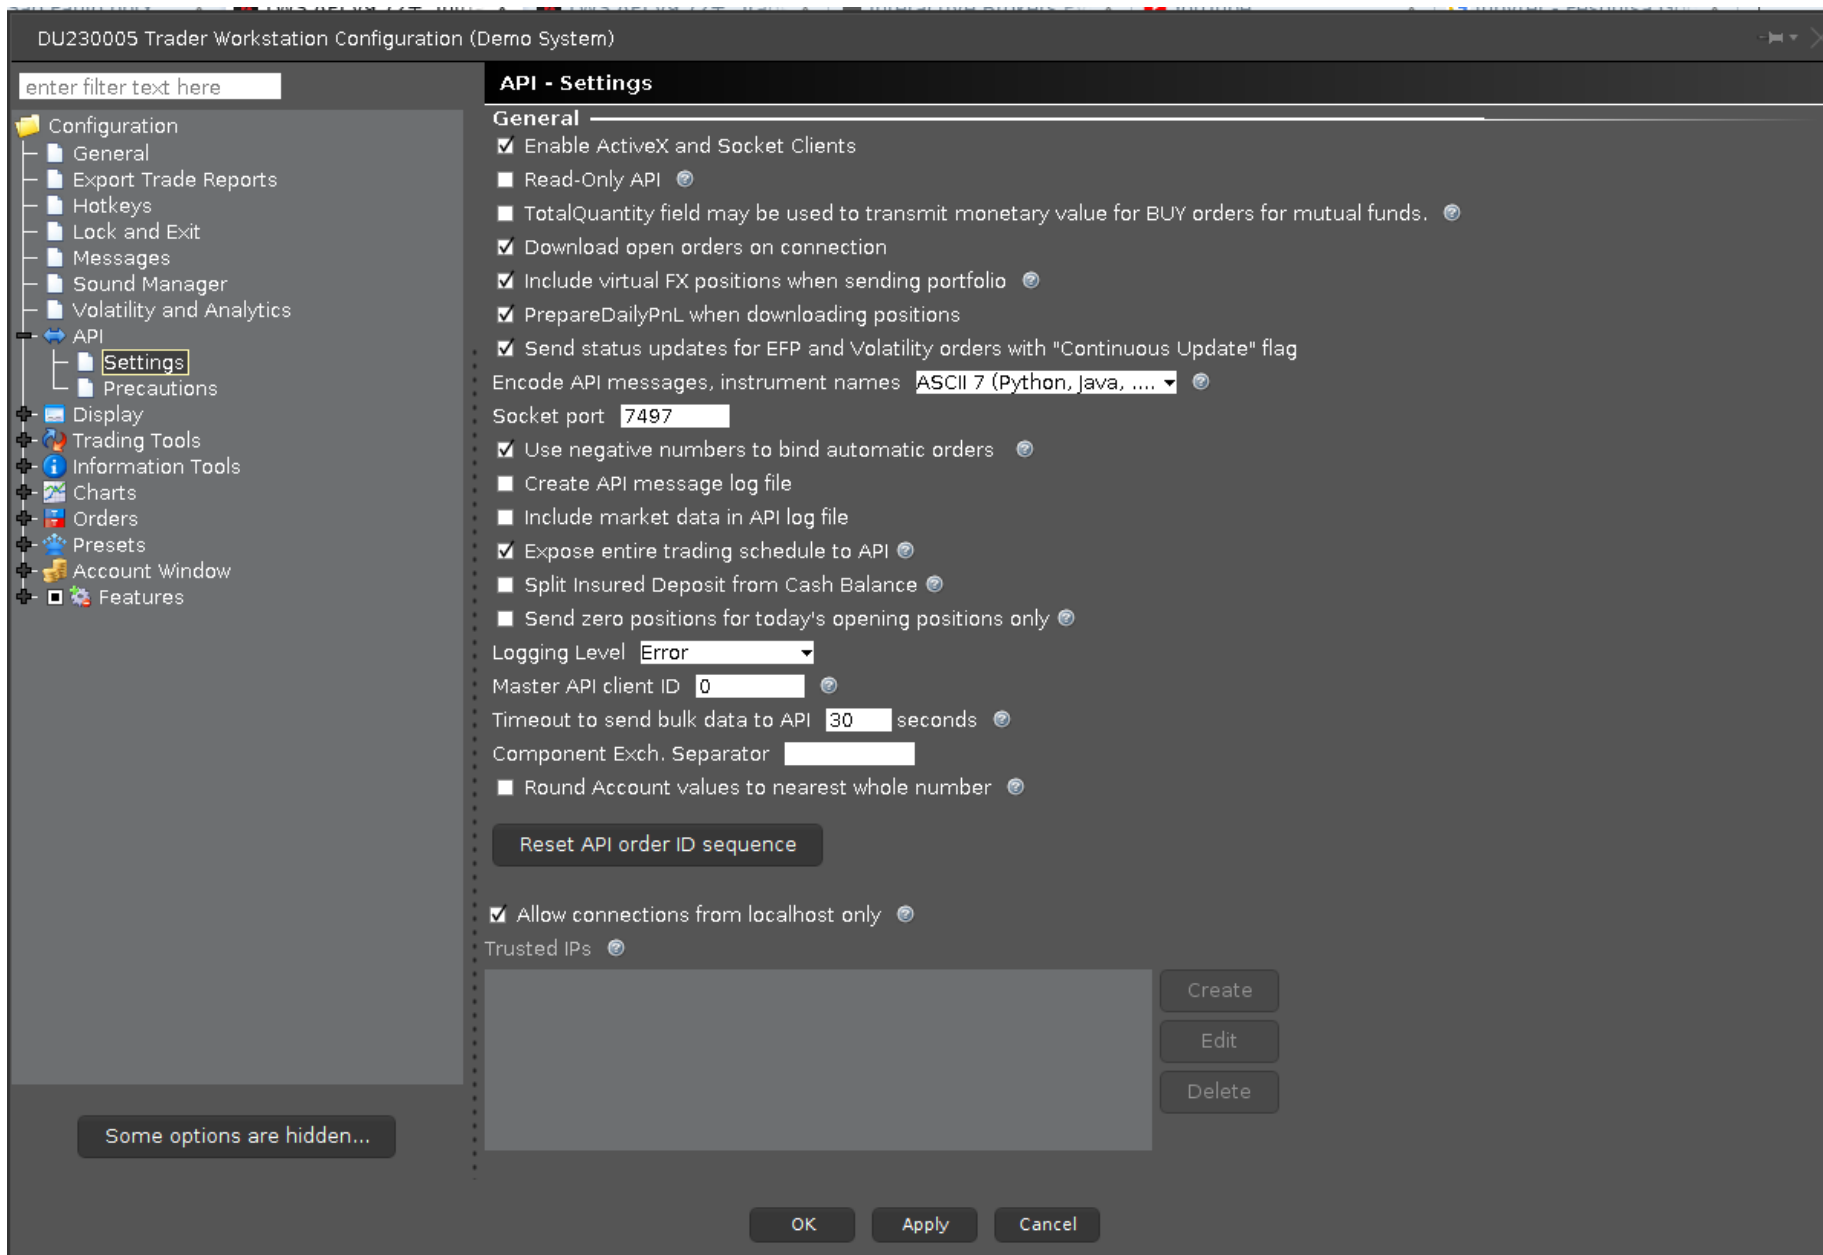 DU230005 Trader Workstation Configuration (Demo System)
enter filter text here
Configuration
General
Export Trade Reports
Hotkeys
Lock and Exit
Messages
Sound Manager
Volatility and Analytics
API
Settings
Precautions
Display
Trading Tools
Information Tools
Charts
Orders
Presets
Account Window
Features
Some options are hidden...
API - Settings
General
Enable ActiveX and Socket Clients
Read-Only API
TotalQuantity field may be used to transmit monetary value for BUY orders for mutual funds.
Download open orders on connection
Include virtual FX positions when sending portfolio
PrepareDailyPnL when downloading positions
Send status updates for EFP and Volatility orders with "Continuous Update" flag
Encode API messages, instrument names ASCII 7 (Python, Java, ....
Socket port 7497
Use negative numbers to bind automatic orders
Create API message log file
Include market data in API log file
Expose entire trading schedule to API
Split Insured Deposit from Cash Balance
Send zero positions for today's opening positions only
Logging Level Error
Master API client ID 0
Timeout to send bulk data to API 30 seconds
Component Exch. Separator
Round Account values to nearest whole number
Reset API order ID sequence
Allow connections from localhost only
Trusted IPs
Create
Edit
Delete
OK Apply Cancel